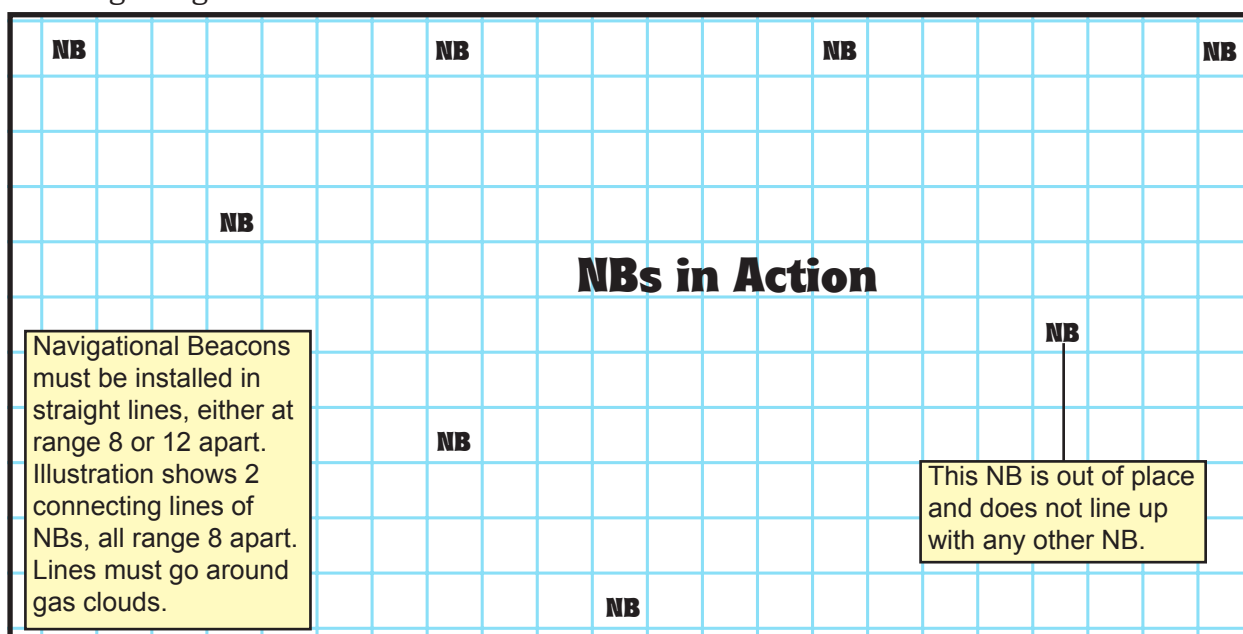 NB NB NB NB
NB
NBs in Action
NB
Navigational Beacons
must be installed in
straight lines, either at
range 8 or 12 apart.
Illustration shows 2
connecting lines of
NBs, all range 8 apart.
Lines must go around
gas clouds.
NB
This NB is out of place
and does not line up
with any other NB.
NB